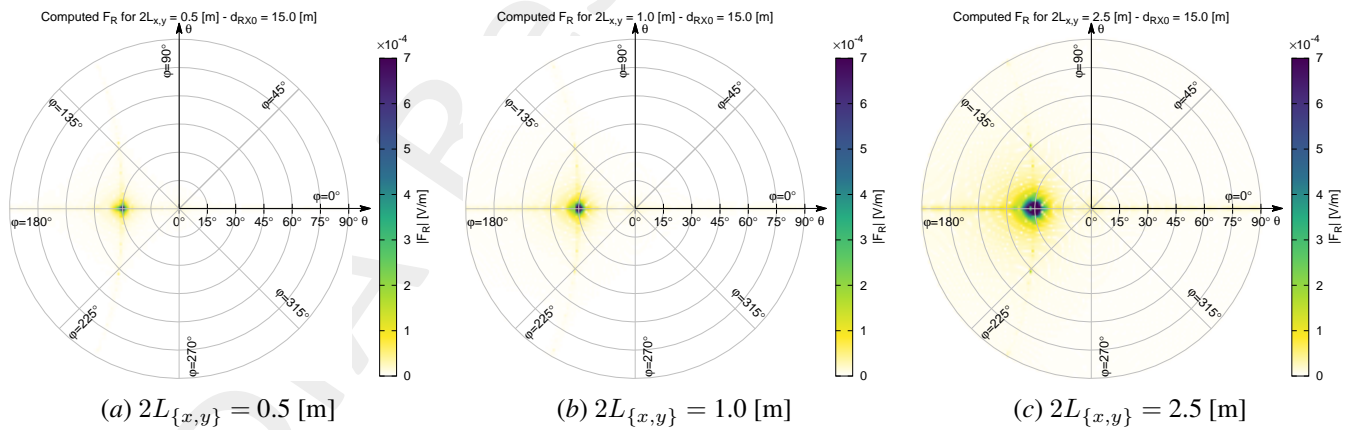 Computed F_R for 2L_x,y = 0.5 [m] - d_RX0 = 15.0 [m]
θ
×10⁻⁴
φ=90°
φ=45°
φ=135°
φ=0°
φ=180°
0° 15° 30° 45° 60° 75° 90° θ
φ=225°
φ=315°
φ=270°
7
6
5
4
3
2
1
0
|F_R| [V/m]
(a) 2L_{x,y} = 0.5 [m]
Computed F_R for 2L_x,y = 1.0 [m] - d_RX0 = 15.0 [m]
θ
×10⁻⁴
φ=90°
φ=45°
φ=135°
φ=0°
φ=180°
0° 15° 30° 45° 60° 75° 90° θ
φ=225°
φ=315°
φ=270°
7
6
5
4
3
2
1
0
|F_R| [V/m]
(b) 2L_{x,y} = 1.0 [m]
Computed F_R for 2L_x,y = 2.5 [m] - d_RX0 = 15.0 [m]
θ
×10⁻⁴
φ=90°
φ=45°
φ=135°
φ=0°
φ=180°
0° 15° 30° 45° 60° 75° 90° θ
φ=225°
φ=315°
φ=270°
7
6
5
4
3
2
1
0
|F_R| [V/m]
(c) 2L_{x,y} = 2.5 [m]